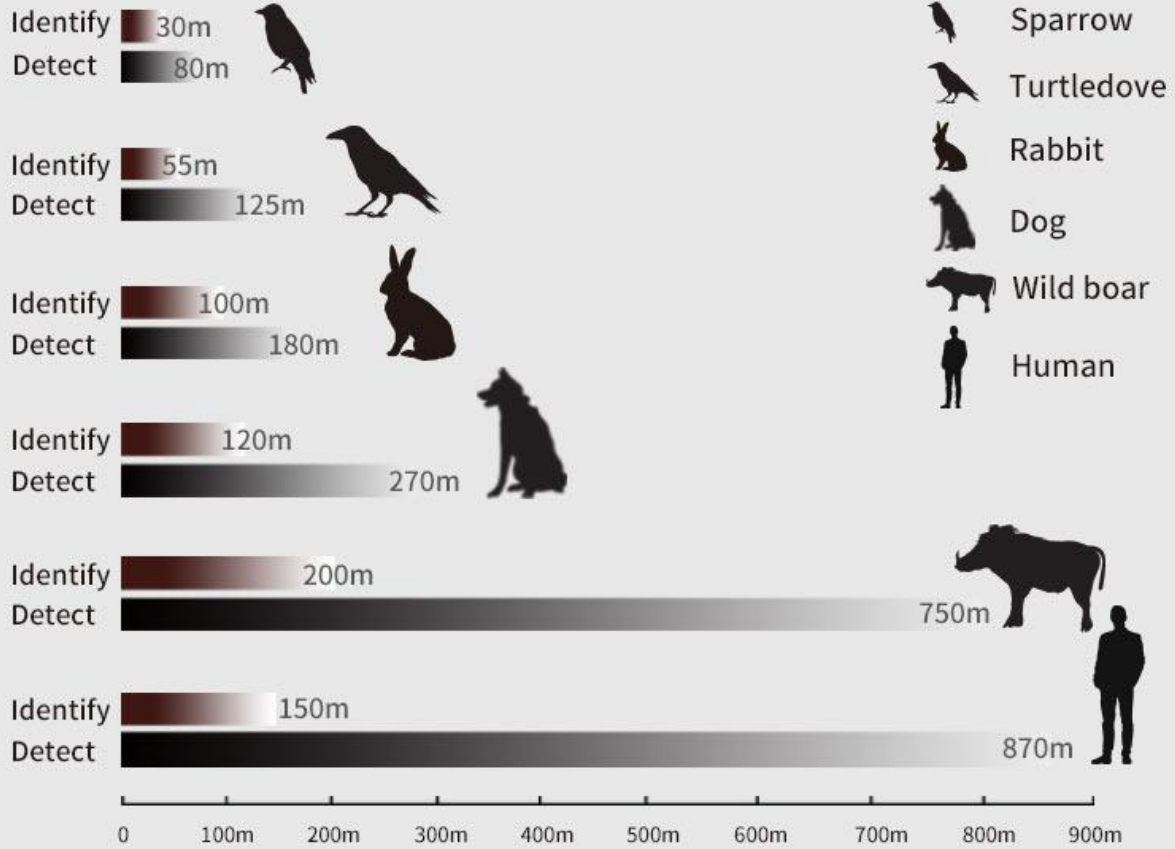 Identify 30m
Detect 80m
Identify 55m
Detect 125m
Identify 100m
Detect 180m
Identify 120m
Detect 270m
Identify 200m
Detect 750m
Identify 150m
Detect 870m
0 100m 200m 300m 400m 500m 600m 700m 800m 900m
Sparrow
Turtledove
Rabbit
Dog
Wild boar
Human